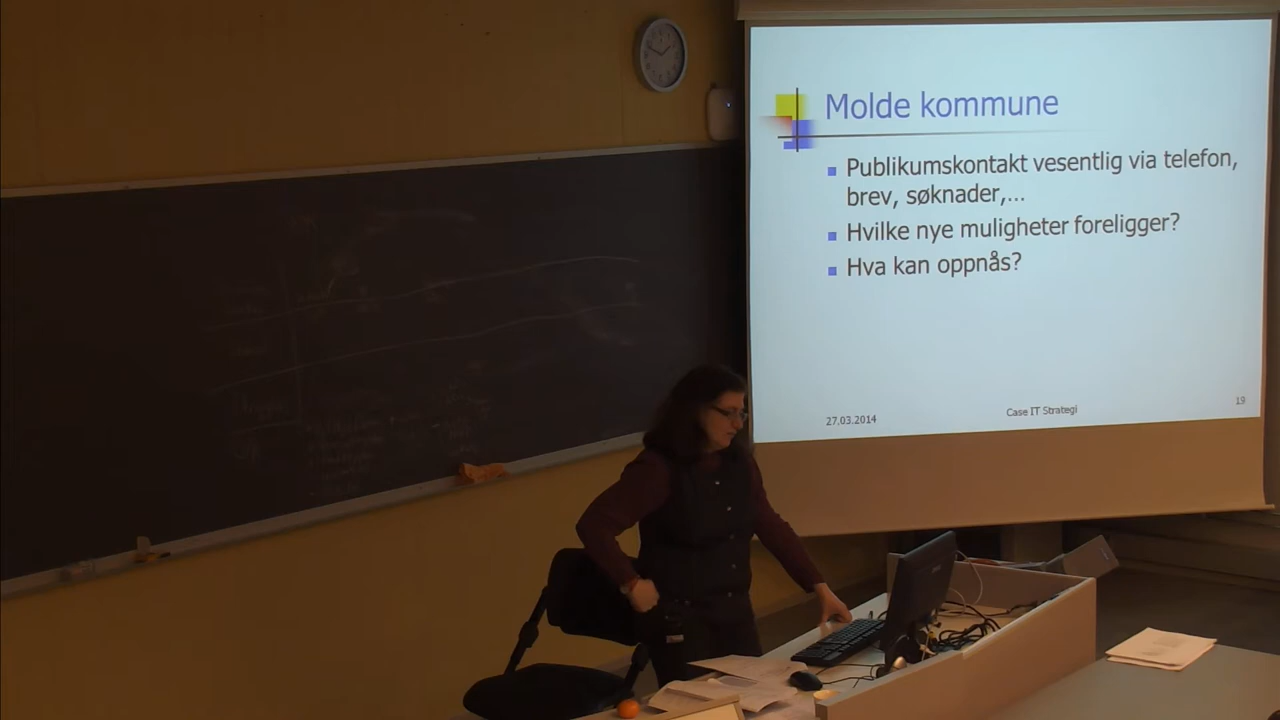 Molde kommune
Publikumskontakt vesentlig via telefon,
brev, søknader,...
Hvilke nye muligheter foreligger?
Hva kan oppnås?
27.03.2014
Case IT Strategi
19